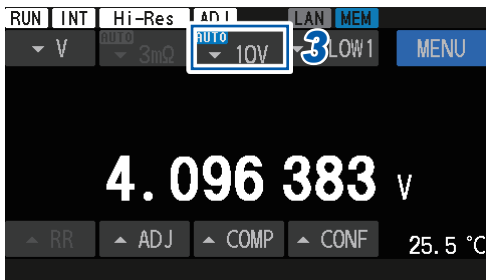 RUN INT Hi-Res ADJ LAN MEM
V AUTO 3mΩ AUTO 10V 3 LOW1 MENU
4.096 383 V
RR ADJ COMP CONF 25.5 °C